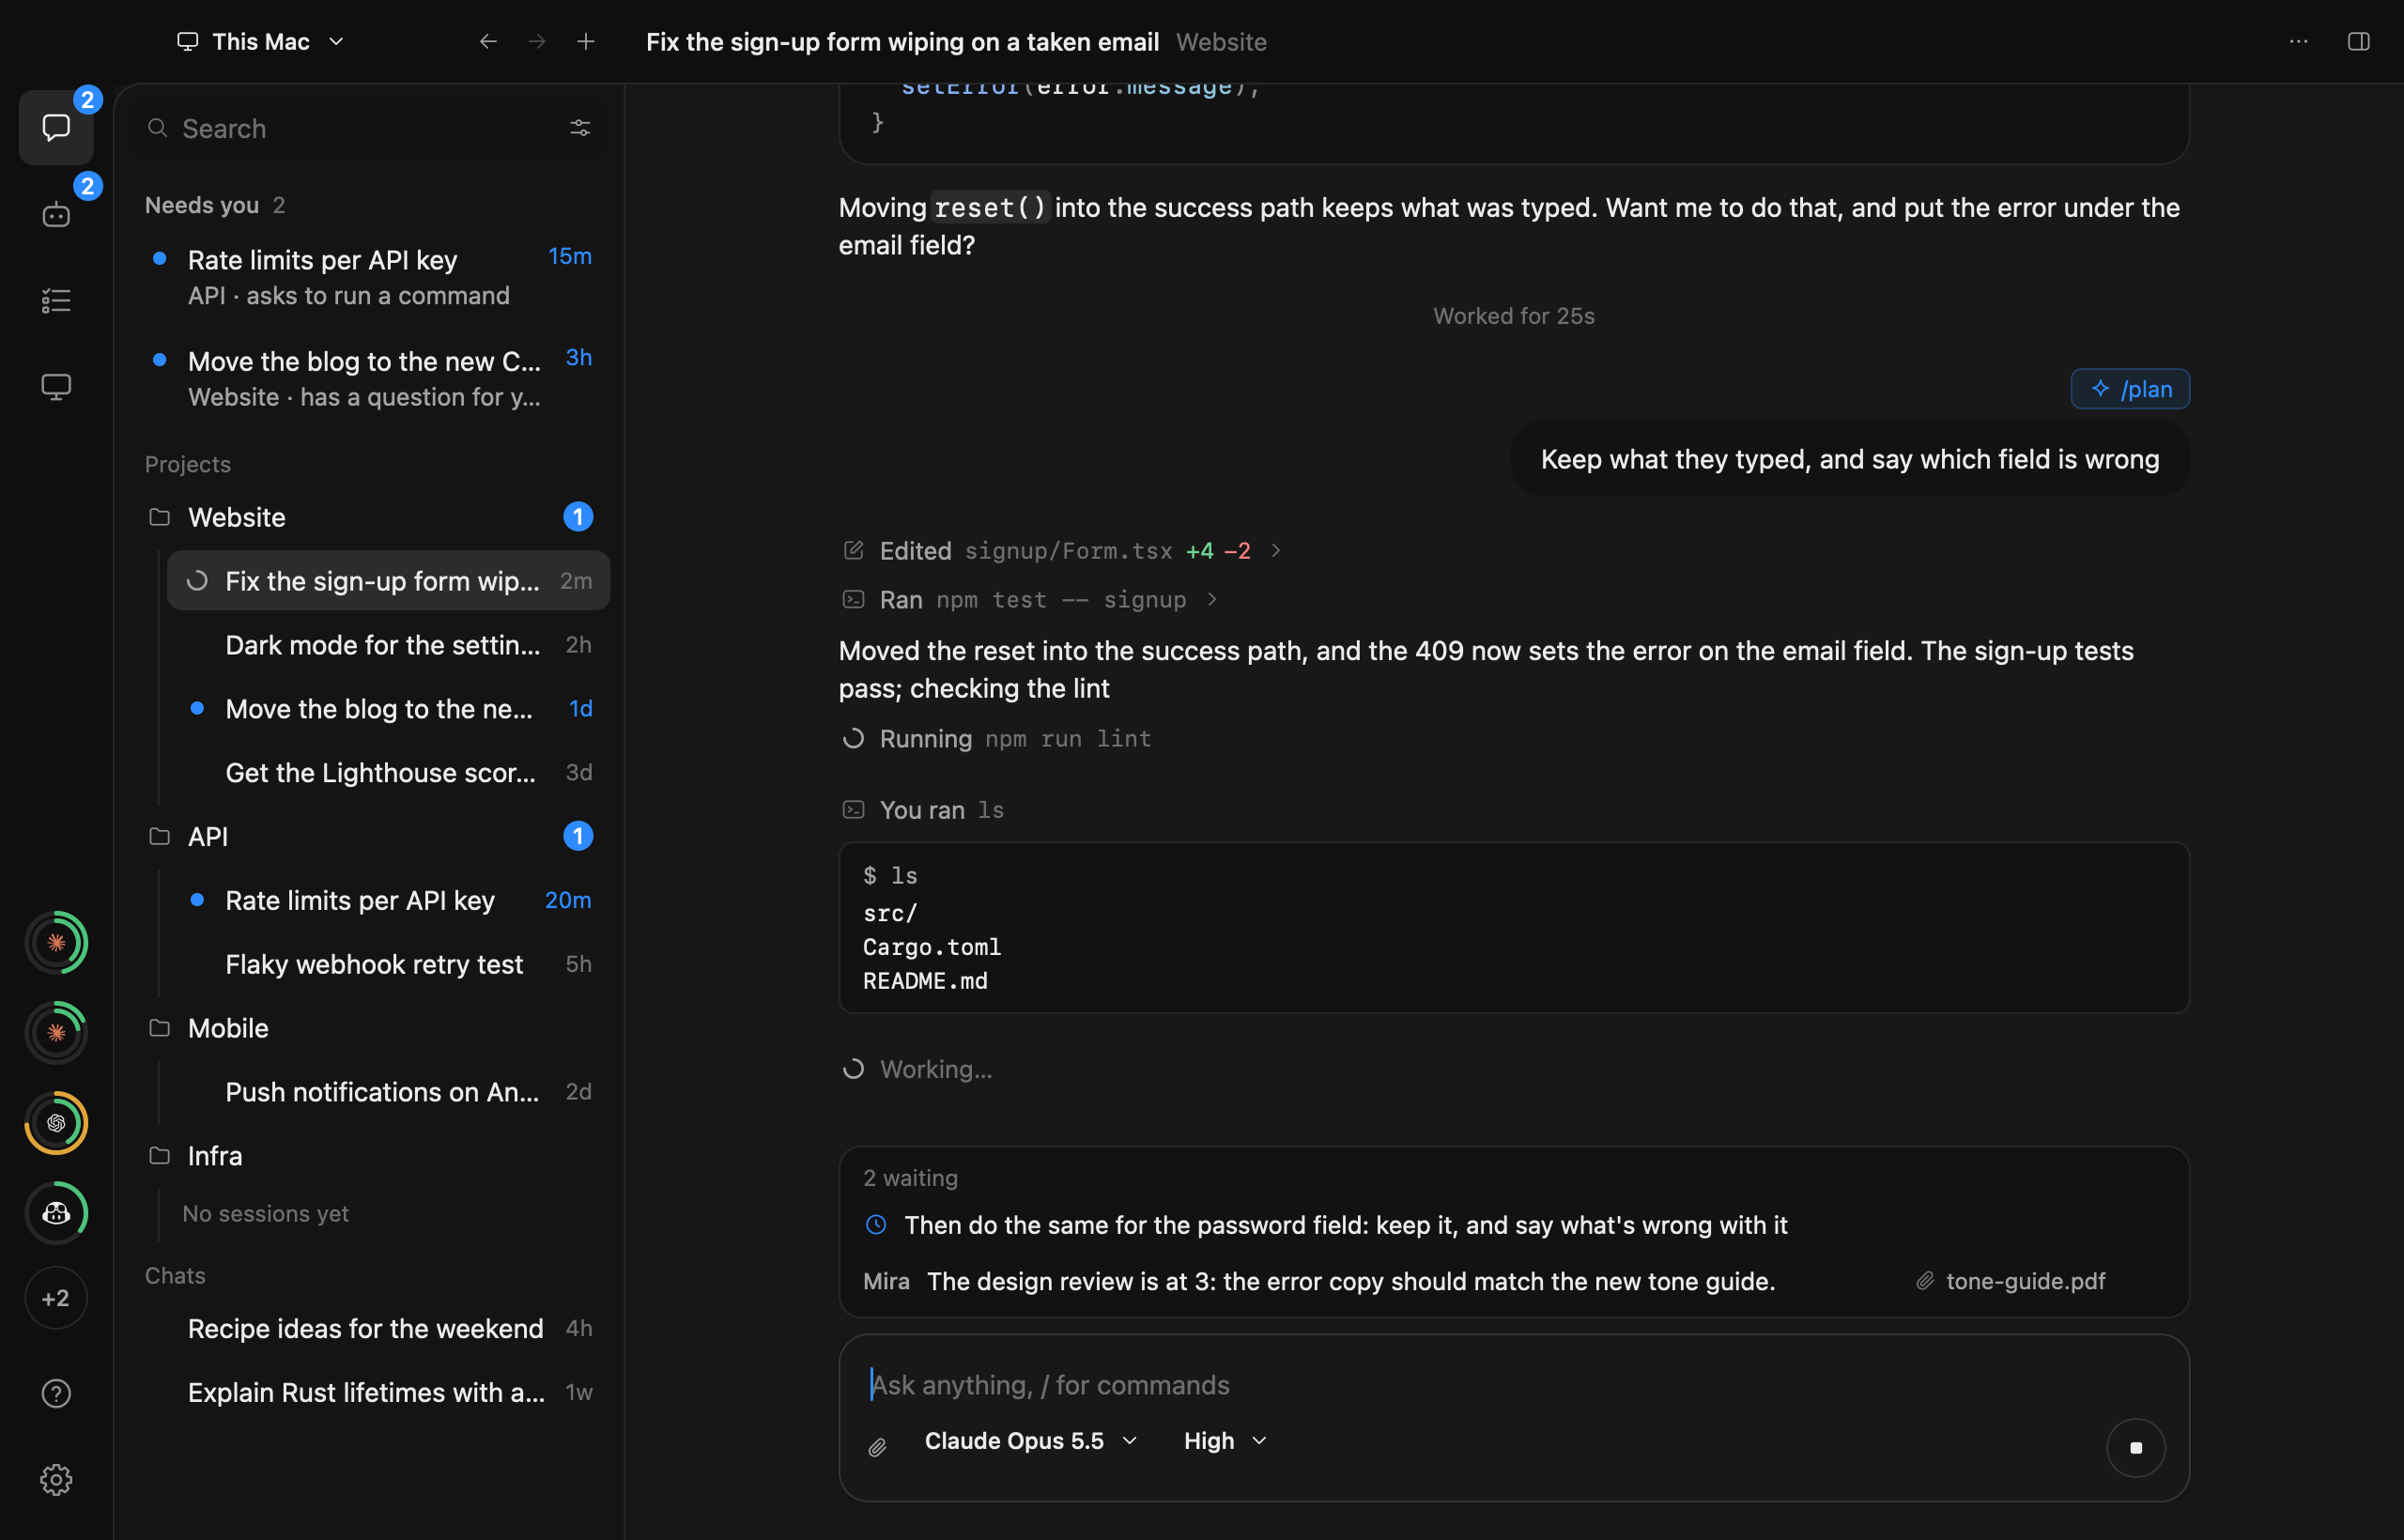 This Mac
Fix the sign-up form wiping on a taken email Website
2
2
Search
Needs you 2
Rate limits per API key 15m
API · asks to run a command
Move the blog to the new C... 3h
Website · has a question for y...
Projects
Website 1
Fix the sign-up form wip... 2m
Dark mode for the settin... 2h
Move the blog to the ne... 1d
Get the Lighthouse scor... 3d
API 1
Rate limits per API key 20m
Flaky webhook retry test 5h
Mobile
Push notifications on An... 2d
Infra
No sessions yet
Chats
Recipe ideas for the weekend 4h
Explain Rust lifetimes with a... 1w
+2
setError(error.message);
}
Moving reset() into the success path keeps what was typed. Want me to do that, and put the error under the
email field?
Worked for 25s
/plan
Keep what they typed, and say which field is wrong
Edited signup/Form.tsx +4 −2
Ran npm test -- signup
Moved the reset into the success path, and the 409 now sets the error on the email field. The sign-up tests
pass; checking the lint
Running npm run lint
You ran ls
$ ls
src/
Cargo.toml
README.md
Working...
2 waiting
Then do the same for the password field: keep it, and say what's wrong with it
Mira The design review is at 3: the error copy should match the new tone guide. tone-guide.pdf
Ask anything, / for commands
Claude Opus 5.5 High